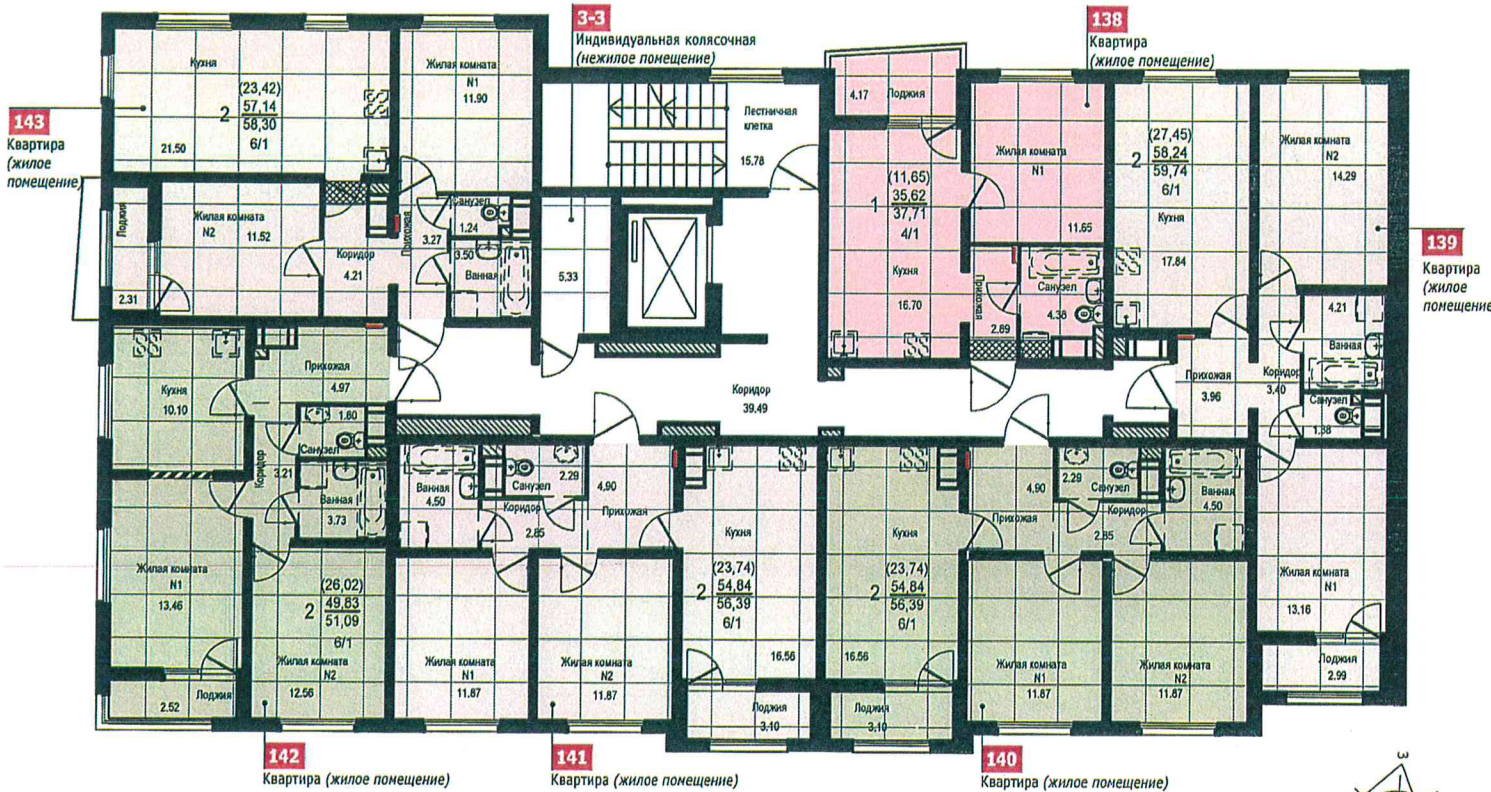 3-3
Индивидуальная колясочная
(нежилое помещение)
138
Квартира
(жилое помещение)
143
Квартира
(жилое
помещение)
Кухня
(23,42)
2
57,14
58,30
6/1
21.50
Жилая комната
N1
11.90
Лестничная
клетка
15.78
4.17
Лоджия
Жилая комната
N1
11.65
(11,65)
1
35,62
37,71
4/1
Кухня
16.70
(27,45)
2
58,24
59,74
6/1
Кухня
17.84
Жилая комната
N2
14.29
139
Квартира
(жилое
помещение
Лоджия
2.31
Жилая комната
N2
11.52
Коридор
4.21
Прихожая
3.27
Санузел
1.24
3.50
Ванная
5.33
Прихожая
2.89
Санузел
4.38
4.21
Ванная
Прихожая
3.96
Коридор
3.40
Санузел
1.38
Кухня
10.10
Прихожая
4.97
1.60
Санузел
Коридор
3.21
Ванная
3.73
Коридор
39.49
Ванная
4.50
Санузел
2.29
Коридор
2.85
4.90
Прихожая
Кухня
(23,74)
2
54,84
56,39
6/1
16.56
Кухня
(23,74)
2
54,84
56,39
6/1
16.56
4.90
Прихожая
2.29
Санузел
Коридор
2.85
Ванная
4.50
Жилая комната
N1
13.46
(26,02)
2
49,83
51,09
6/1
Жилая комната
N2
12.56
Жилая комната
N1
11.87
Жилая комната
N2
11.87
Жилая комната
N1
11.87
Жилая комната
N2
11.87
Жилая комната
N1
13.16
Лоджия
2.52
Лоджия
3.10
Лоджия
3.10
Лоджия
2.99
142
Квартира (жилое помещение)
141
Квартира (жилое помещение)
140
Квартира (жилое помещение)
З